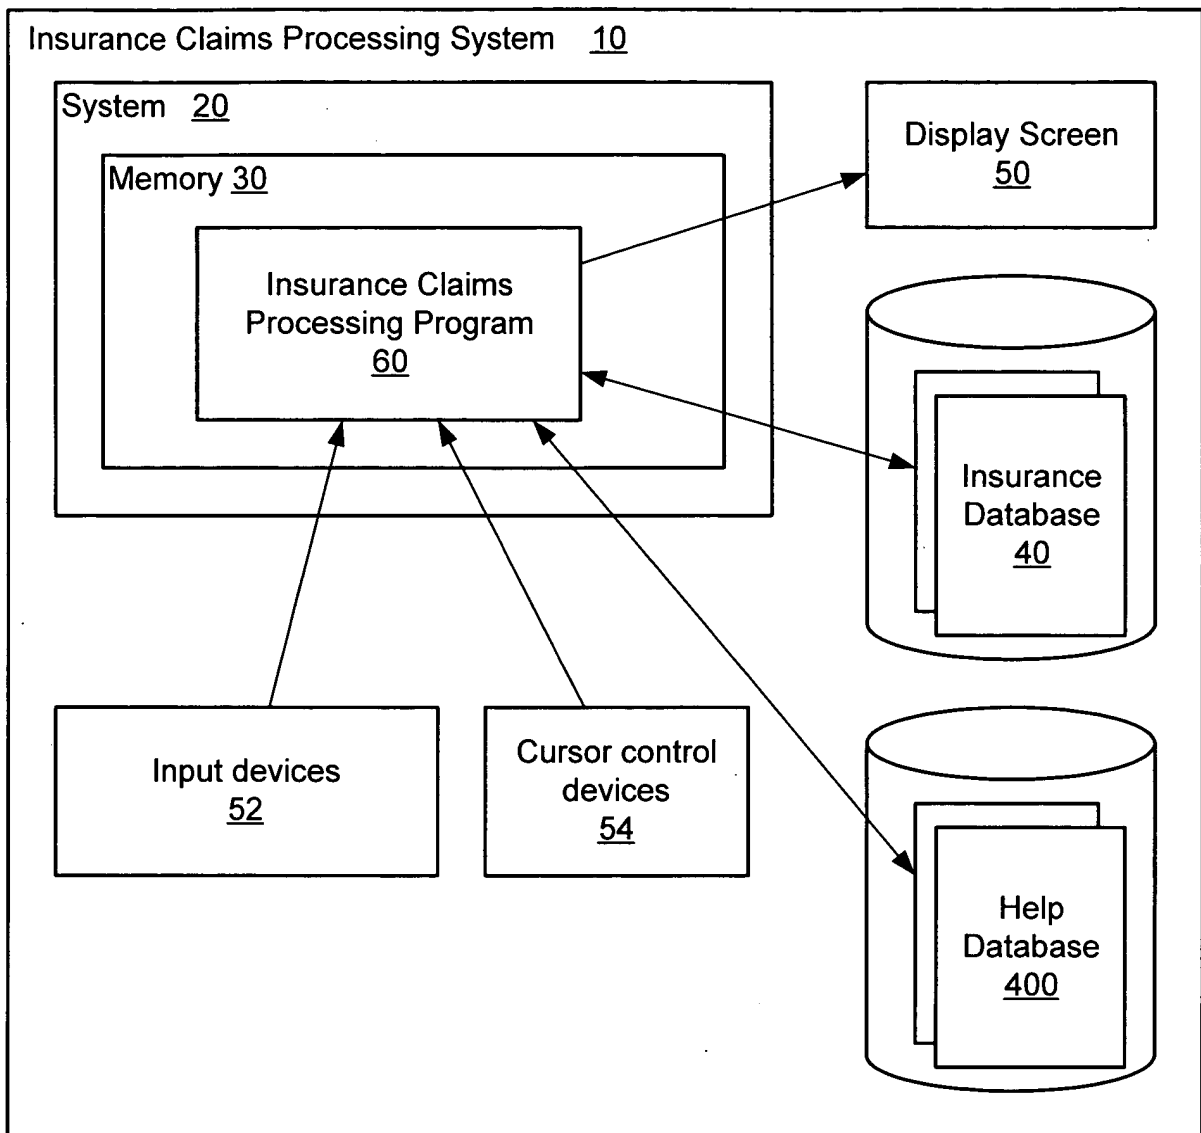 Insurance Claims Processing System 10
System 20
Memory 30
Insurance Claims
Processing Program
60
Display Screen
50
Insurance
Database
40
Input devices
52
Cursor control
devices
54
Help
Database
400